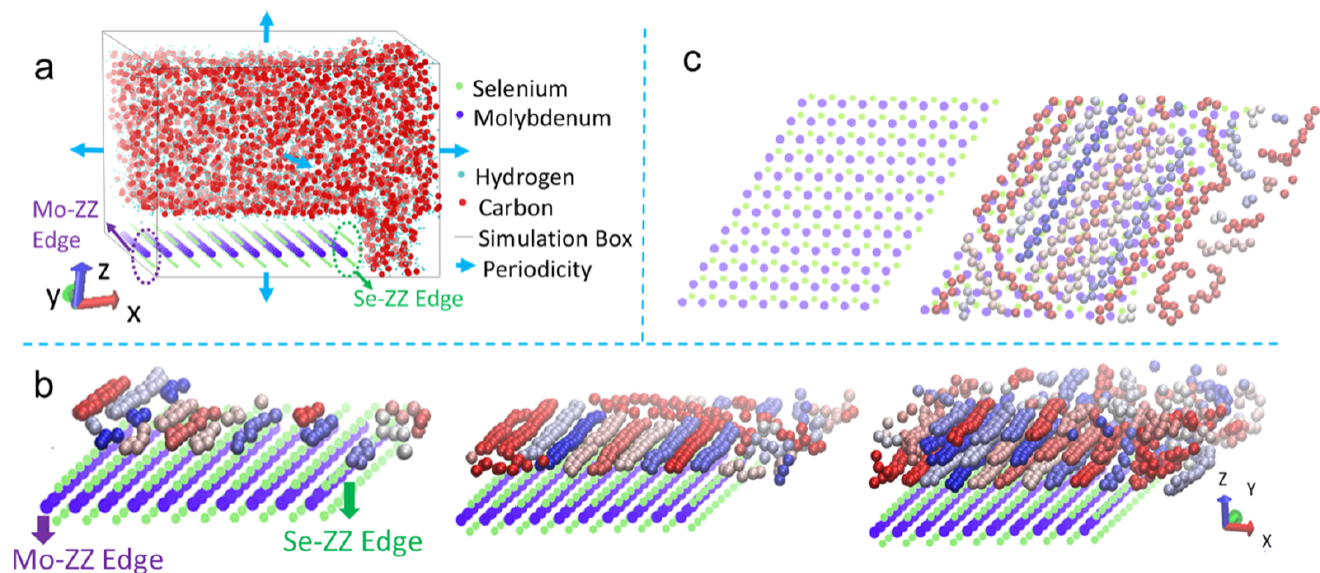 a
Selenium
Molybdenum
Hydrogen
Carbon
Simulation Box
Periodicity
Mo-ZZ
Edge
z
y
x
Se-ZZ Edge
c
b
Mo-ZZ Edge
Se-ZZ Edge
Z
Y
X